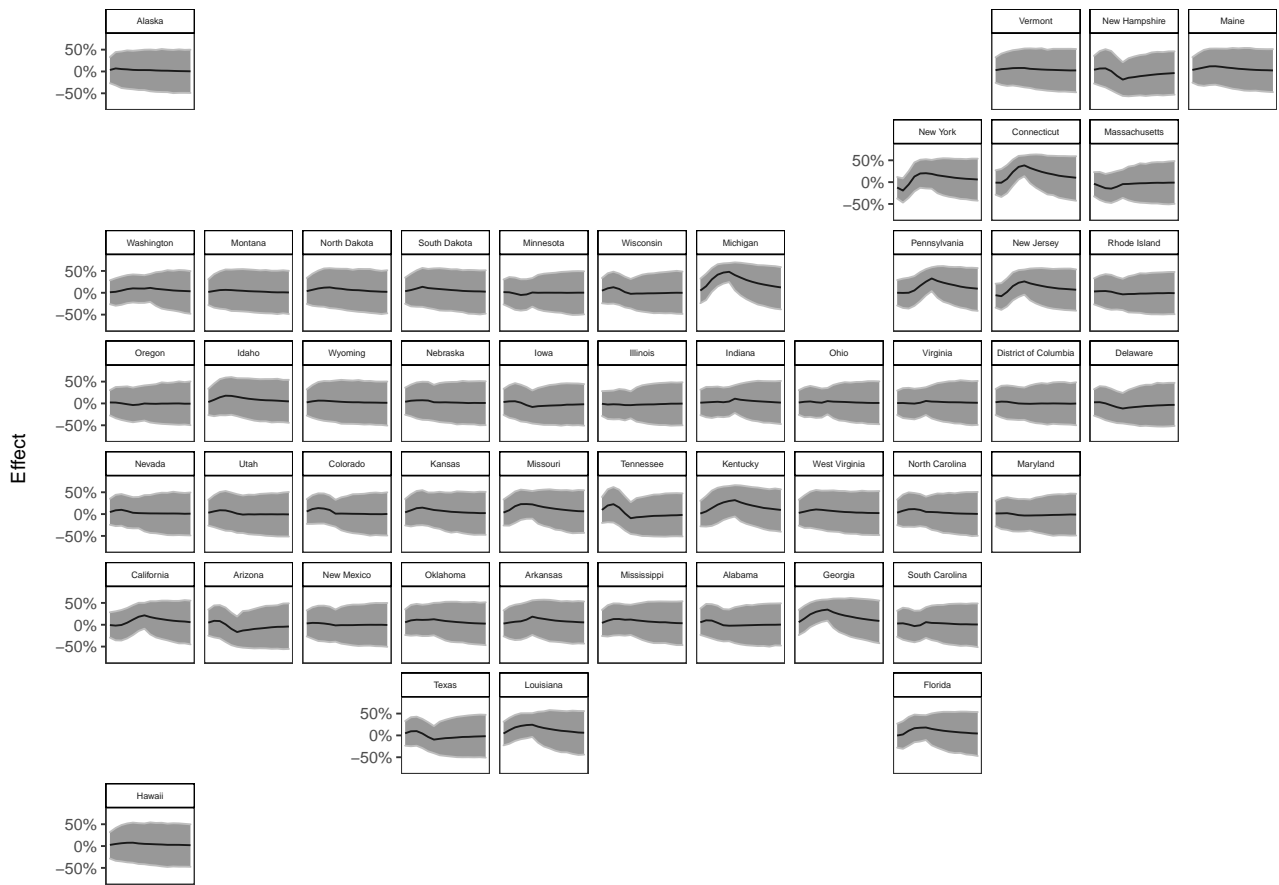 Alaska
Vermont
New Hampshire
Maine
50%
0%
−50%
New York
Connecticut
Massachusetts
50%
0%
−50%
Washington
Montana
North Dakota
South Dakota
Minnesota
Wisconsin
Michigan
Pennsylvania
New Jersey
Rhode Island
50%
0%
−50%
Oregon
Idaho
Wyoming
Nebraska
Iowa
Illinois
Indiana
Ohio
Virginia
District of Columbia
Delaware
50%
0%
−50%
Effect
Nevada
Utah
Colorado
Kansas
Missouri
Tennessee
Kentucky
West Virginia
North Carolina
Maryland
50%
0%
−50%
California
Arizona
New Mexico
Oklahoma
Arkansas
Mississippi
Alabama
Georgia
South Carolina
50%
0%
−50%
Texas
Louisiana
Florida
50%
0%
−50%
Hawaii
50%
0%
−50%